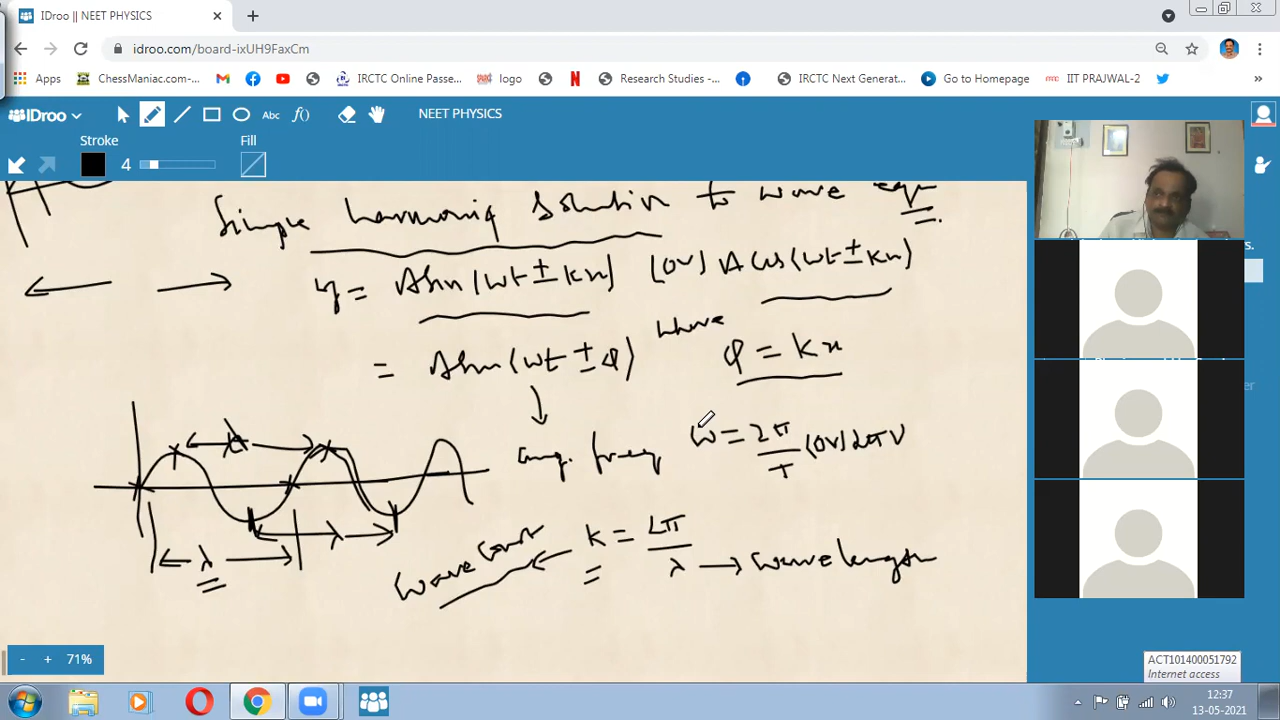 IDroo || NEET PHYSICS
idroo.com/board-ixUH9FaxCm
Apps ChessManiac.com-... IRCTC Online Passe... logo Research Studies -... IRCTC Next Generat... Go to Homepage IIT PRAJWAL-2 »
IDroo Abc f() NEET PHYSICS
Stroke Fill
4
Simple harmonic solution to wave eqn
y = A sin (ωt ± kx) (or) A cos (ωt ± kx)
= A sin (ωt ± φ) where φ = kx
Ang. freq ω = 2π/T (or) 2πν
λ
λ
λ
wave const ← k = 2π/λ → wavelength
- + 71%
ACT101400051792
Internet access
12:37
13-05-2021